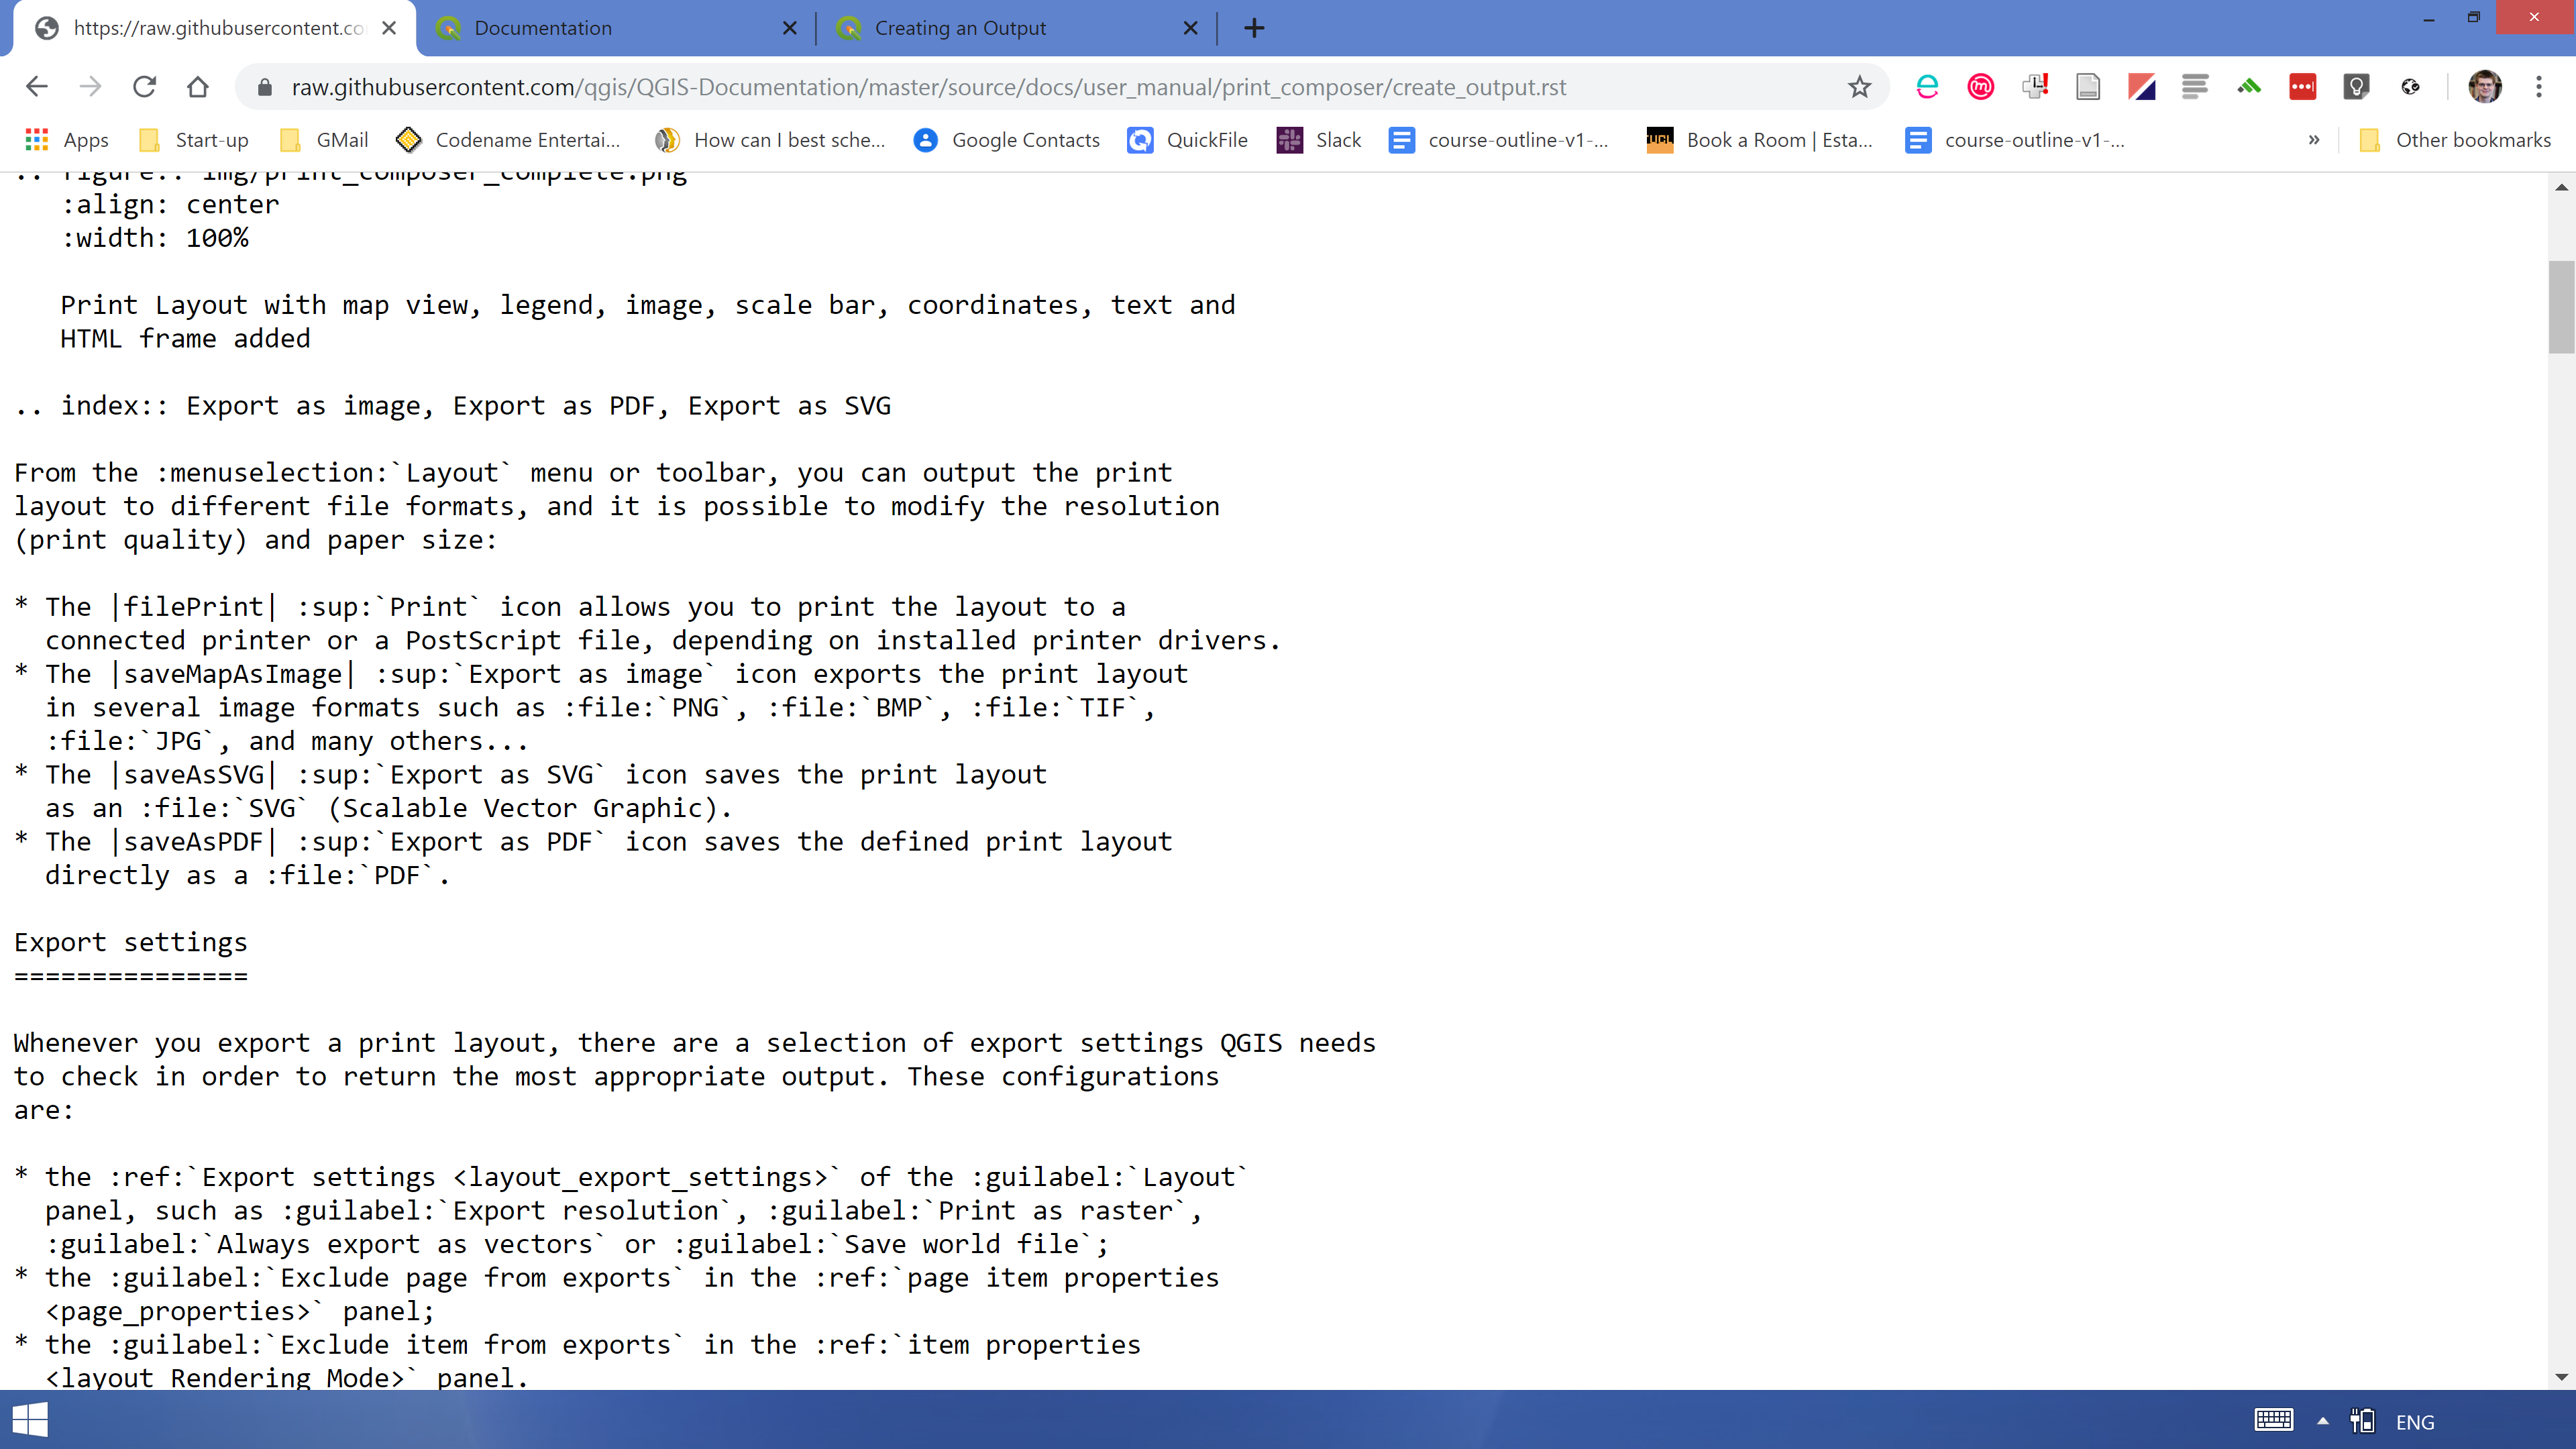 https://raw.githubusercontent.co
Documentation
Creating an Output
raw.githubusercontent.com/qgis/QGIS-Documentation/master/source/docs/user_manual/print_composer/create_output.rst
Apps
Start-up
GMail
Codename Entertai...
How can I best sche...
Google Contacts
QuickFile
Slack
course-outline-v1-...
UCL
Book a Room | Esta...
course-outline-v1-...
»
Other bookmarks
.. figure:: img/print_composer_complete.png
:align: center
:width: 100%
Print Layout with map view, legend, image, scale bar, coordinates, text and
HTML frame added
.. index:: Export as image, Export as PDF, Export as SVG
From the :menuselection:`Layout` menu or toolbar, you can output the print
layout to different file formats, and it is possible to modify the resolution
(print quality) and paper size:
* The |filePrint| :sup:`Print` icon allows you to print the layout to a
connected printer or a PostScript file, depending on installed printer drivers.
* The |saveMapAsImage| :sup:`Export as image` icon exports the print layout
in several image formats such as :file:`PNG`, :file:`BMP`, :file:`TIF`,
:file:`JPG`, and many others...
* The |saveAsSVG| :sup:`Export as SVG` icon saves the print layout
as an :file:`SVG` (Scalable Vector Graphic).
* The |saveAsPDF| :sup:`Export as PDF` icon saves the defined print layout
directly as a :file:`PDF`.
Export settings
===============
Whenever you export a print layout, there are a selection of export settings QGIS needs
to check in order to return the most appropriate output. These configurations
are:
* the :ref:`Export settings <layout_export_settings>` of the :guilabel:`Layout`
panel, such as :guilabel:`Export resolution`, :guilabel:`Print as raster`,
:guilabel:`Always export as vectors` or :guilabel:`Save world file`;
* the :guilabel:`Exclude page from exports` in the :ref:`page item properties
<page_properties>` panel;
* the :guilabel:`Exclude item from exports` in the :ref:`item properties
<layout_Rendering_Mode>` panel.
ENG